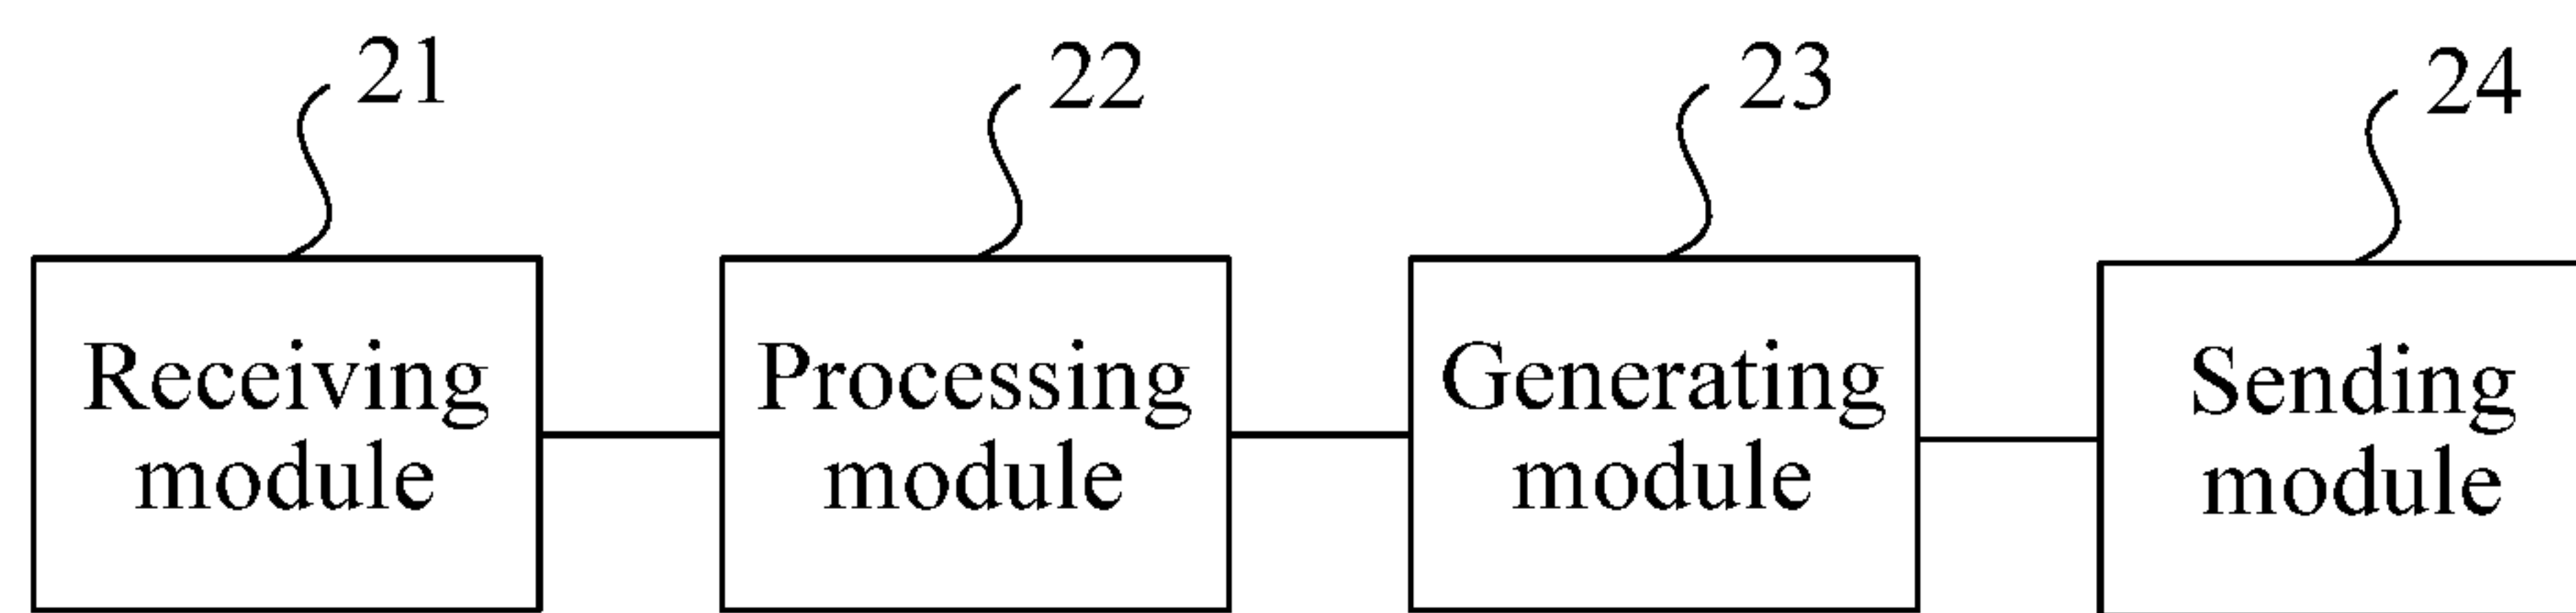 21
22
23
24
Receiving
module
Processing
module
Generating
module
Sending
module